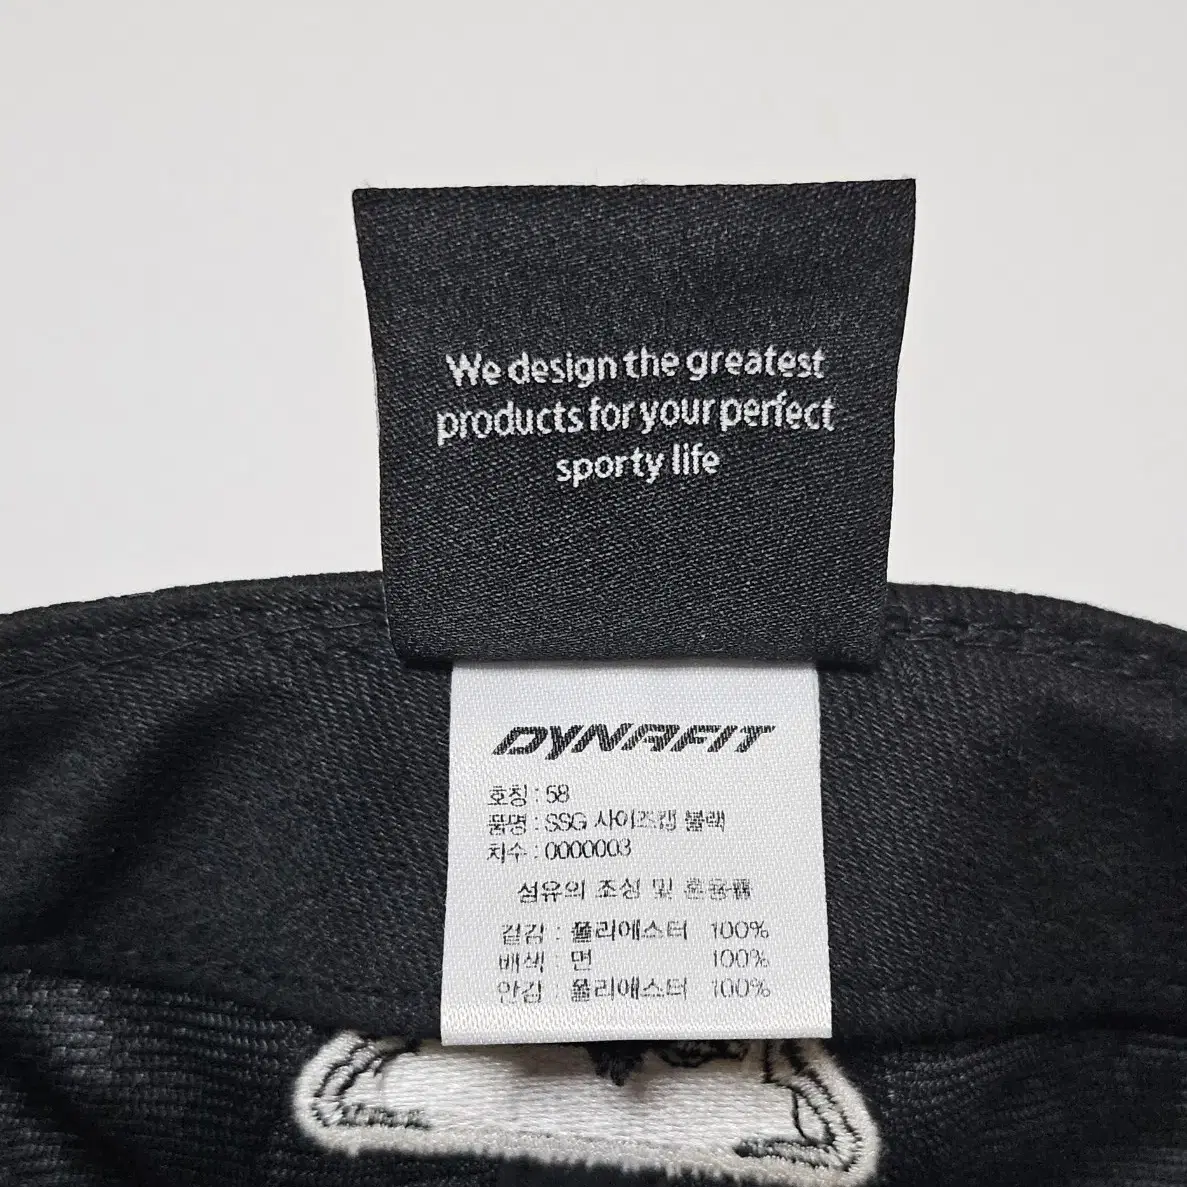 We design the greatest
products for your perfect
sporty life
DYNAFIT
호칭 : 58
품명 : SSG 사이즈캡 블랙
차수 : 0000003
섬유의 조성 및 혼용률
겉감 : 폴리에스터 100%
배색 : 면 100%
안감 : 폴리에스터 100%